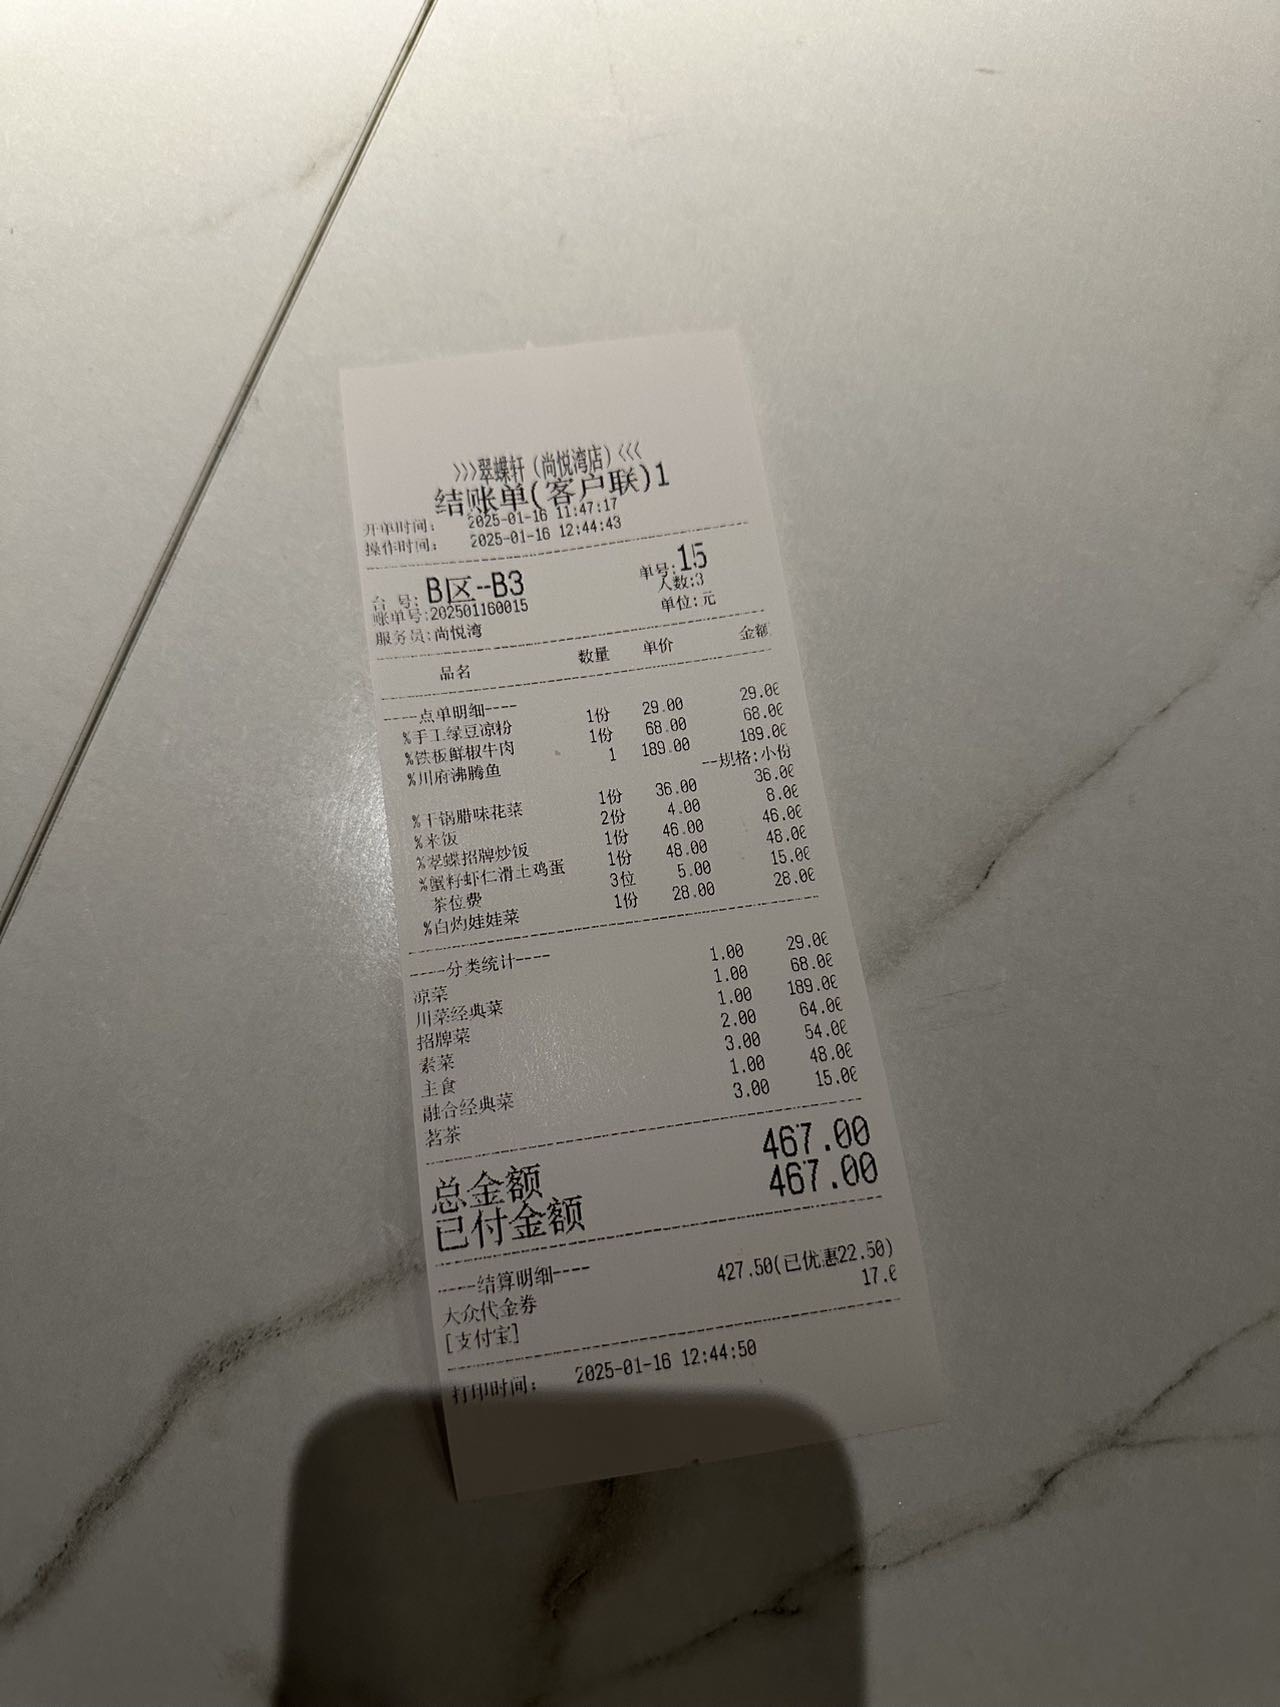 >>>翠蝶轩(尚悦湾店)<<<
结账单(客户联)1
开单时间: 2025-01-16 11:47:17
操作时间: 2025-01-16 12:44:43
台 号: B区--B3 单号:15
账单号:202501160015 人数:3
服务员:尚悦湾 单位:元
品名 数量 单价 金额
----点单明细----
%手工绿豆凉粉 1份 29.00 29.00
%铁板鲜椒牛肉 1份 68.00 68.00
%川府沸腾鱼 1 189.00 189.00
--规格:小份
%干锅腊味花菜 1份 36.00 36.00
%米饭 2份 4.00 8.00
%翠蝶招牌炒饭 1份 46.00 46.00
%蟹籽虾仁滑土鸡蛋 1份 48.00 48.00
茶位费 3位 5.00 15.00
%白灼娃娃菜 1份 28.00 28.00
----分类统计----
凉菜 1.00 29.00
川菜经典菜 1.00 68.00
招牌菜 1.00 189.00
素菜 2.00 64.00
主食 3.00 54.00
融合经典菜 1.00 48.00
茗茶 3.00 15.00
总金额 467.00
已付金额 467.00
----结算明细----
大众代金券 427.50(已优惠22.50)
[支付宝] 17.0
打印时间: 2025-01-16 12:44:50